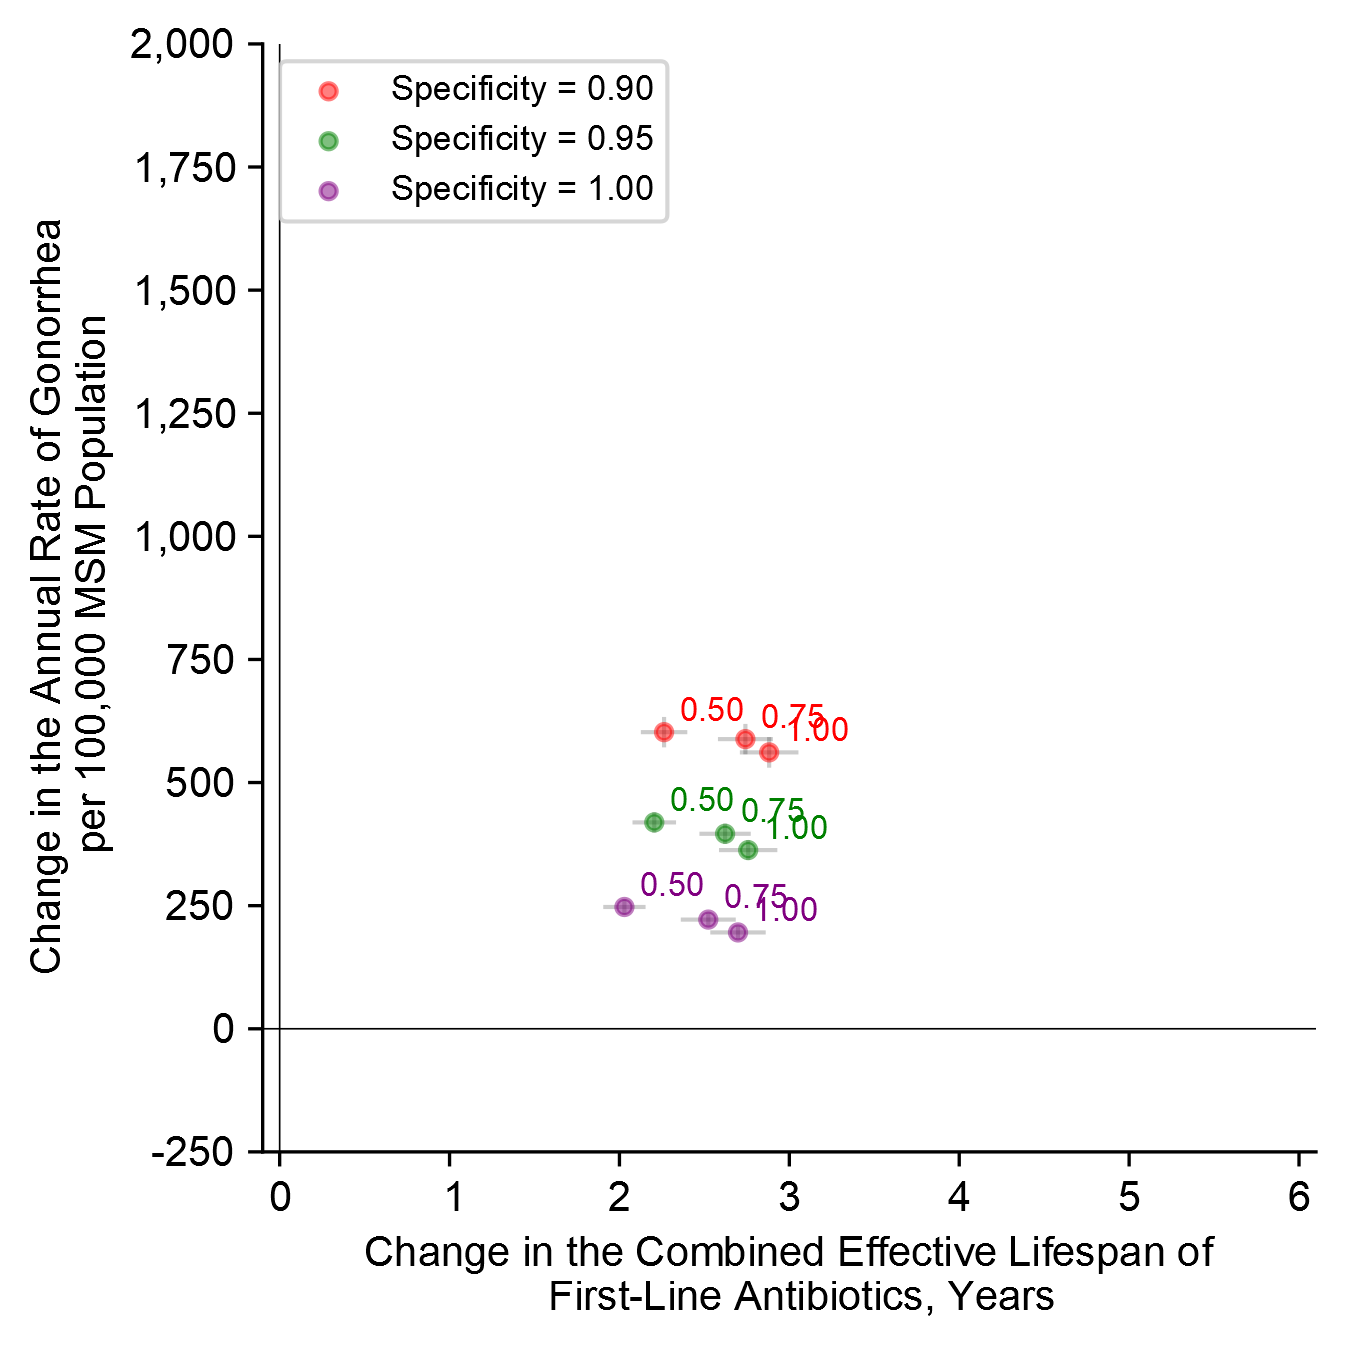 2,000
1,750
1,500
1,250
1,000
750
500
250
0
-250
Change in the Annual Rate of Gonorrhea
per 100,000 MSM Population
Specificity = 0.90
Specificity = 0.95
Specificity = 1.00
0.50
0.75
1.00
0.50
0.75
1.00
0.50
0.75
1.00
0 1 2 3 4 5 6
Change in the Combined Effective Lifespan of
First-Line Antibiotics, Years